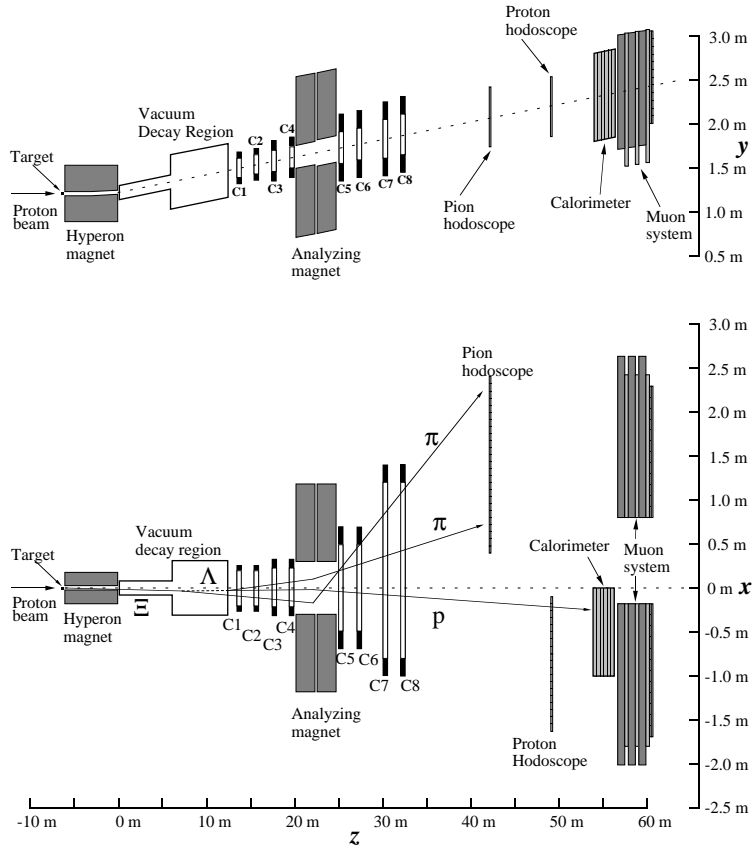 Proton
hodoscope
3.0 m
2.5 m
2.0 m
y
1.5 m
1.0 m
0.5 m
Vacuum
Decay Region
C2
C4
Target
C1
C3
C5
C6
C7
C8
Proton
beam
Hyperon
magnet
Analyzing
magnet
Pion
hodoscope
Calorimeter
Muon
system
3.0 m
2.5 m
2.0 m
1.5 m
1.0 m
0.5 m
0 m
x
-0.5 m
-1.0 m
-1.5 m
-2.0 m
-2.5 m
Pion
hodoscope
π
π
Vacuum
decay region
Calorimeter
Muon
system
Target
Λ
Proton
beam
Ξ
Hyperon
magnet
C1
C2
C3
C4
C5
C6
C7
C8
p
Analyzing
magnet
Proton
Hodoscope
-10 m
0 m
10 m
20 m
30 m
40 m
50 m
60 m
z